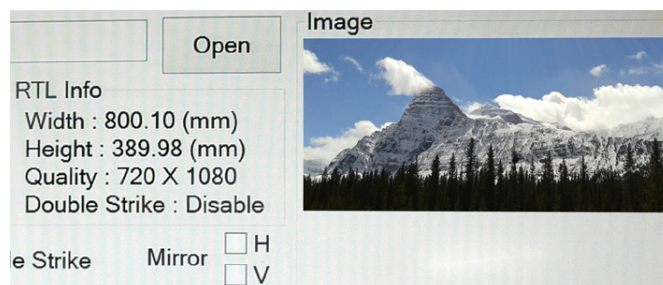 Image
Open
RTL Info
Width : 800.10 (mm)
Height : 389.98 (mm)
Quality : 720 X 1080
Double Strike : Disable
Strike
Mirror
H
V